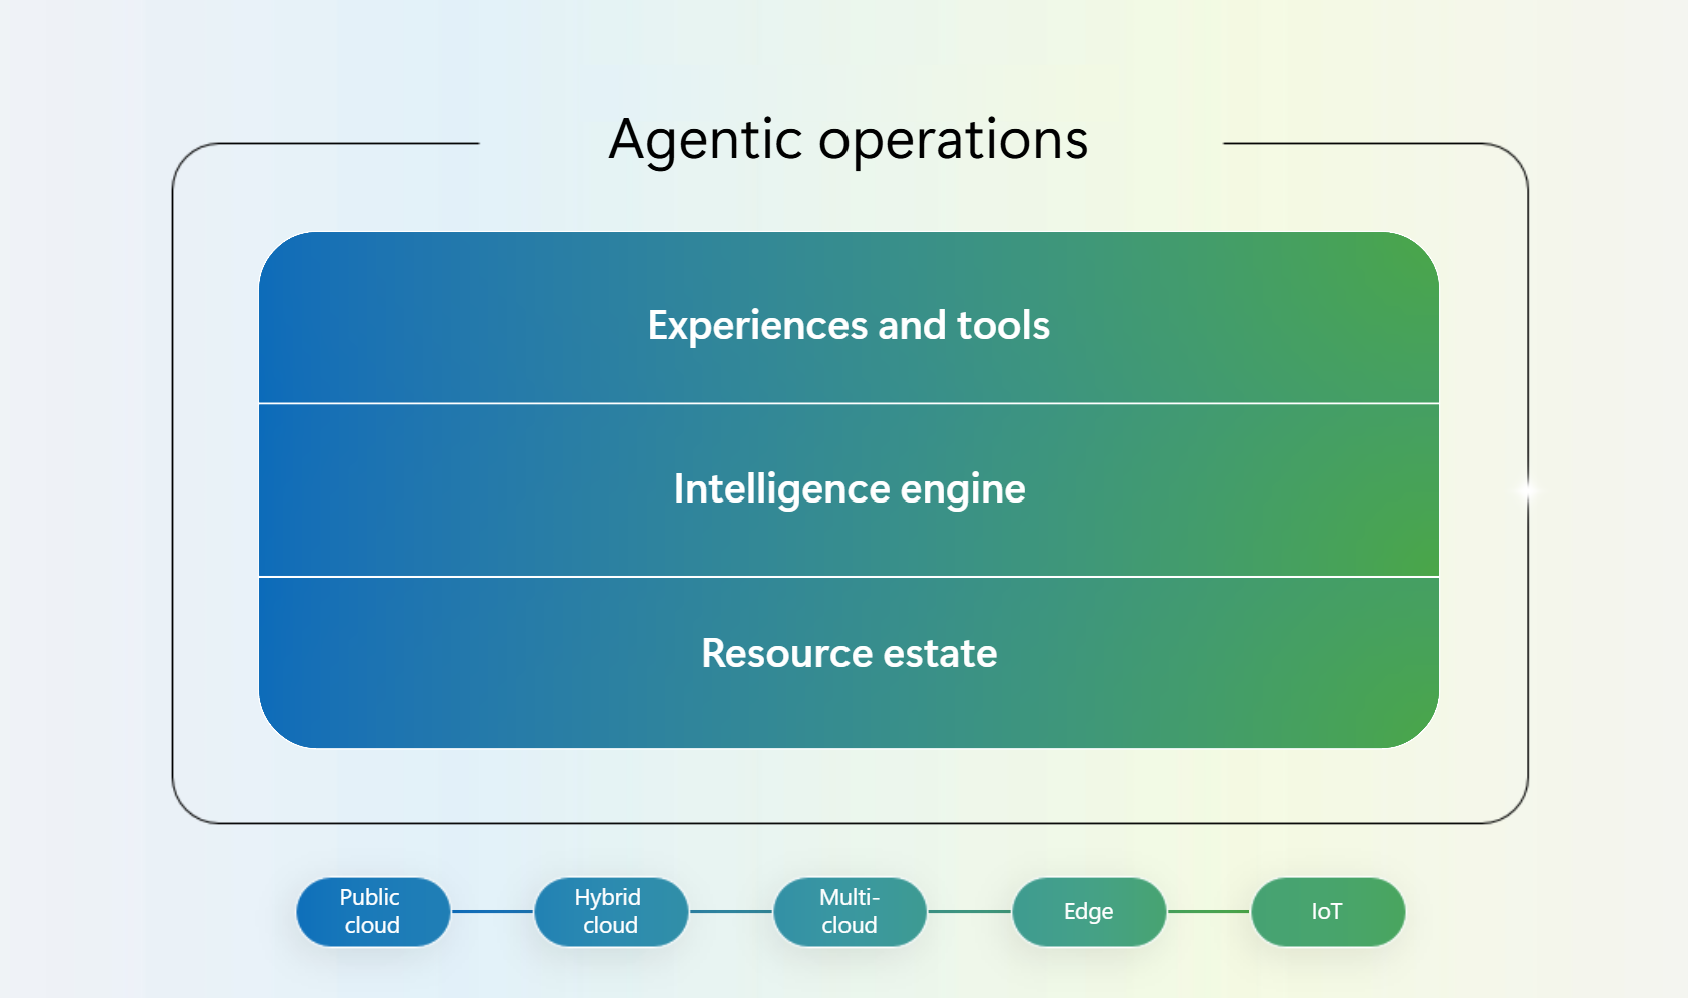 Agentic operations
Experiences and tools
Intelligence engine
Resource estate
Public
cloud
Hybrid
cloud
Multi-
cloud
Edge
IoT